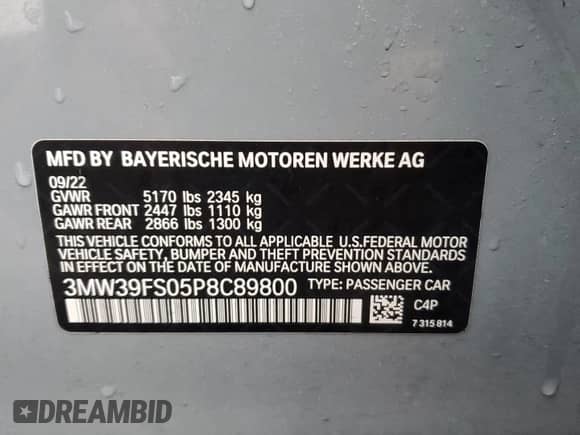 MFD BY BAYERISCHE MOTOREN WERKE AG
09/22
GVWR 5170 lbs 2345 kg
GAWR FRONT 2447 lbs 1110 kg
GAWR REAR 2866 lbs 1300 kg
THIS VEHICLE CONFORMS TO ALL APPLICABLE U.S.FEDERAL MOTOR
VEHICLE SAFETY, BUMPER AND THEFT PREVENTION STANDARDS
IN EFFECT ON THE DATE OF MANUFACTURE SHOWN ABOVE.
3MW39FS05P8C89800 TYPE: PASSENGER CAR
C4P
7 315 814
DREAMBID